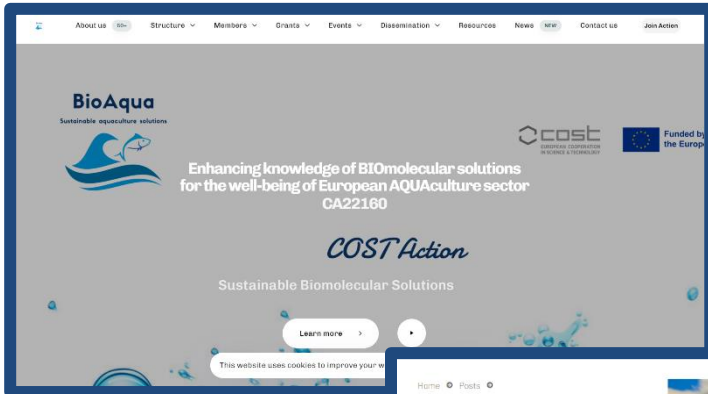 About us
Structure
Members
Grants
Events
Dissemination
Resources
News NEW
Contact us
Join Action
BioAqua
Sustainable aquaculture solutions
cost
EUROPEAN COOPERATION
IN SCIENCE & TECHNOLOGY
Funded by
the Europe
Enhancing knowledge of BIOmolecular solutions
for the well-being of European AQUAculture sector
CA22160
COST Action
Sustainable Biomolecular Solutions
Learn more
This website uses cookies to improve your w
Home Posts